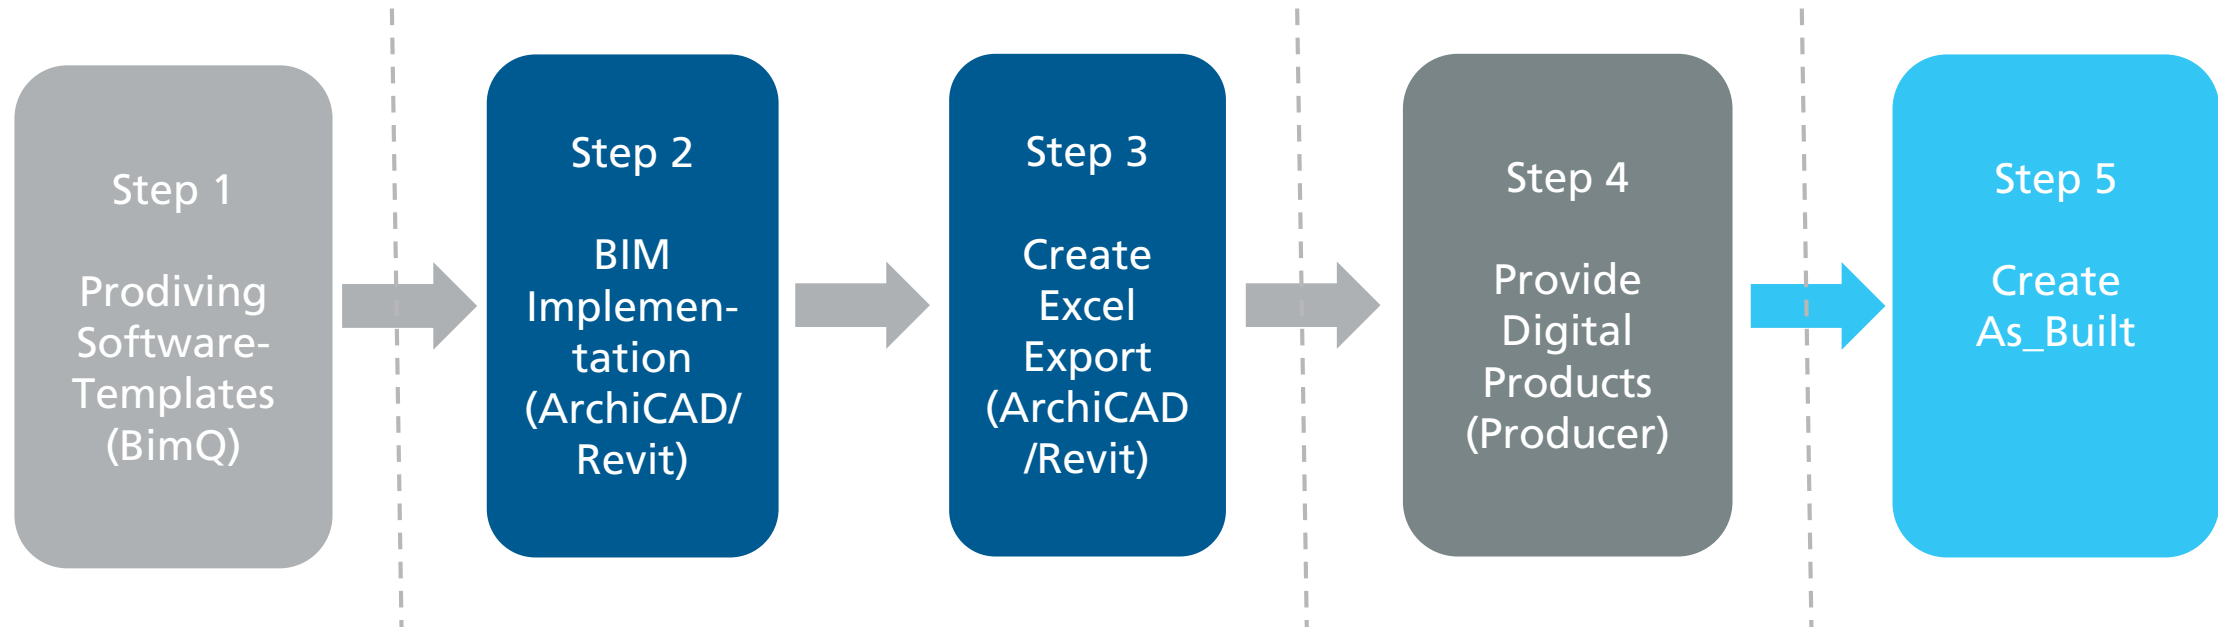 Step 1
Prodiving
Software-
Templates
(BimQ)
Step 2
BIM
Implemen-
tation
(ArchiCAD/
Revit)
Step 3
Create
Excel
Export
(ArchiCAD
/Revit)
Step 4
Provide
Digital
Products
(Producer)
Step 5
Create
As_Built